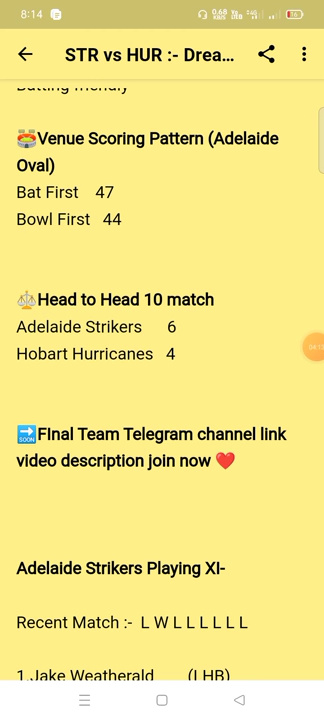 8:14
STR vs HUR :- Drea...
Batting friendly
Venue Scoring Pattern (Adelaide
Oval)
Bat First 47
Bowl First 44
Head to Head 10 match
Adelaide Strikers 6
Hobart Hurricanes 4
SOON FInal Team Telegram channel link
video description join now
Adelaide Strikers Playing XI-
Recent Match :- L W L L L L L L
1.Jake Weatherald (LHB)